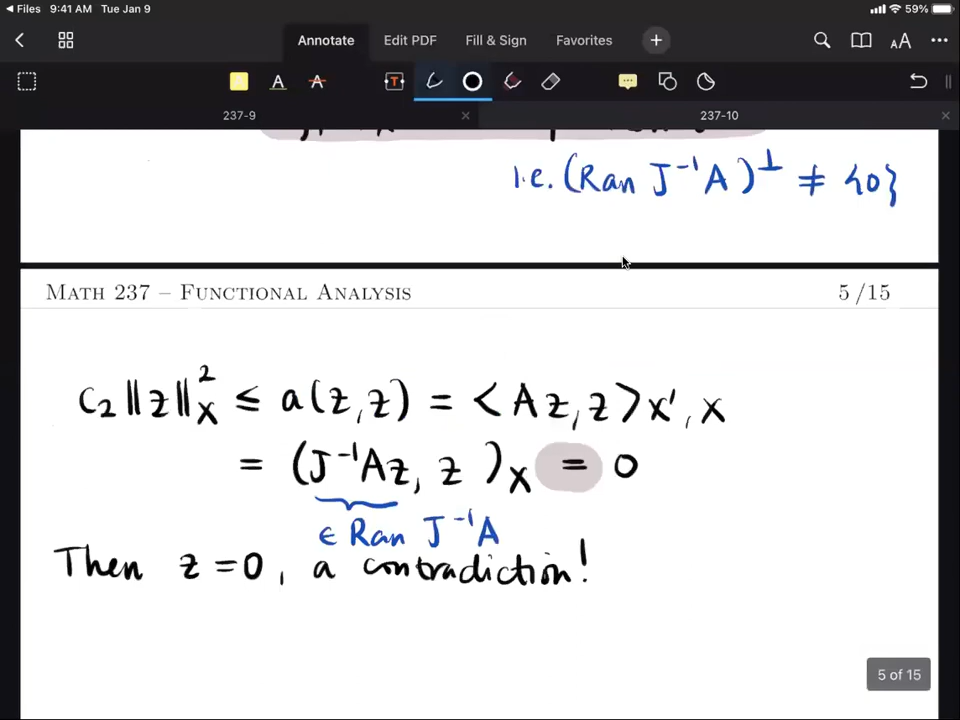 Files 9:41 AM Tue Jan 9 59%
Annotate Edit PDF Fill & Sign Favorites
237-9 237-10
i.e. (Ran J⁻¹A)^⊥ ≠ {0}
MATH 237 – FUNCTIONAL ANALYSIS 5 /15
C₂‖z‖²_X ≤ a(z,z) = <Az, z>_X', X
= (J⁻¹Az, z)_X = 0
∈ Ran J⁻¹A
Then z = 0, a contradiction!
5 of 15